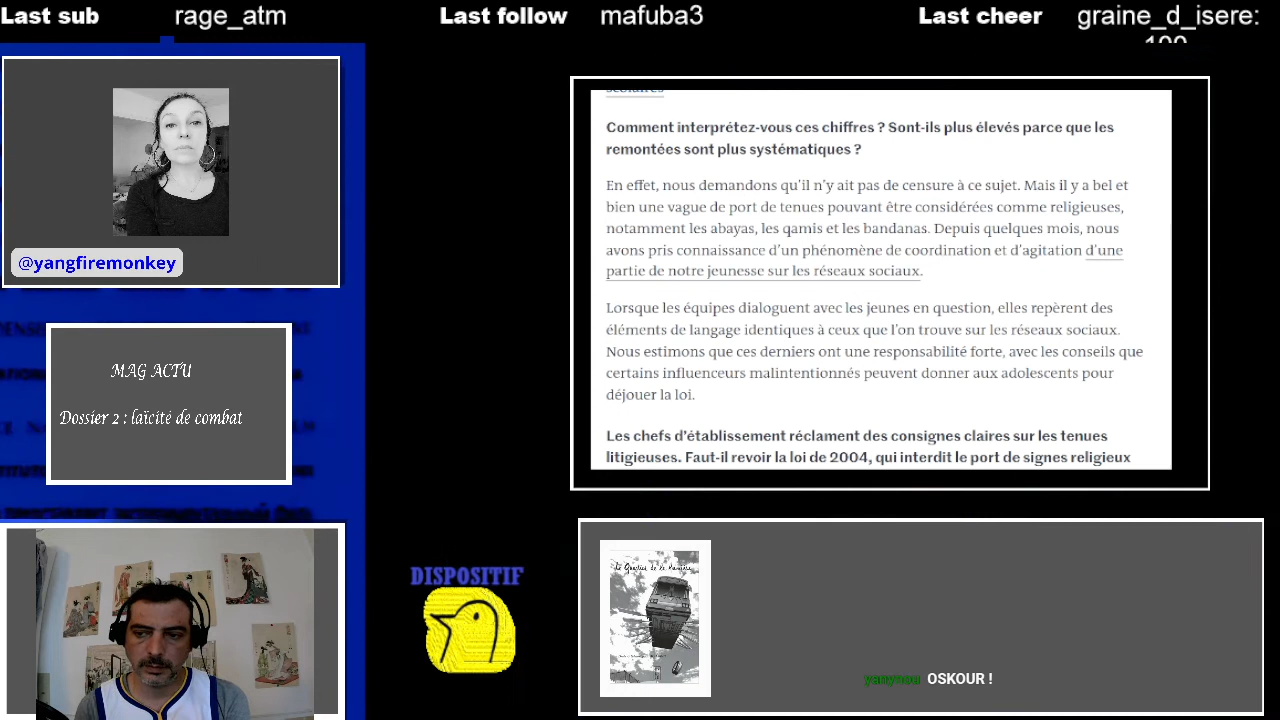 Last sub rage_atm Last follow mafuba3 Last cheer graine_d_isere:
100
@yangfiremonkey
MAG ACTU
Dossier 2 : laïcité de combat
scolaires
Comment interprétez-vous ces chiffres ? Sont-ils plus élevés parce que les
remontées sont plus systématiques ?
En effet, nous demandons qu'il n'y ait pas de censure à ce sujet. Mais il y a bel et
bien une vague de port de tenues pouvant être considérées comme religieuses,
notamment les abayas, les qamis et les bandanas. Depuis quelques mois, nous
avons pris connaissance d'un phénomène de coordination et d'agitation d'une
partie de notre jeunesse sur les réseaux sociaux.
Lorsque les équipes dialoguent avec les jeunes en question, elles repèrent des
éléments de langage identiques à ceux que l'on trouve sur les réseaux sociaux.
Nous estimons que ces derniers ont une responsabilité forte, avec les conseils que
certains influenceurs malintentionnés peuvent donner aux adolescents pour
déjouer la loi.
Les chefs d'établissement réclament des consignes claires sur les tenues
litigieuses. Faut-il revoir la loi de 2004, qui interdit le port de signes religieux
DISPOSITIF
yanynou OSKOUR !